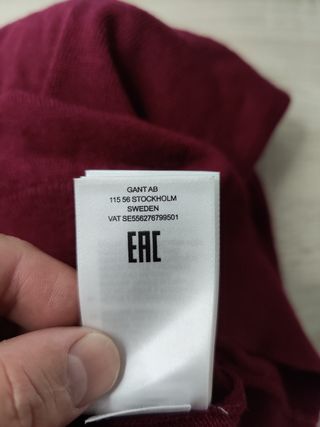 GANT AB
115 56 STOCKHOLM
SWEDEN
VAT SE556276799501
EAC